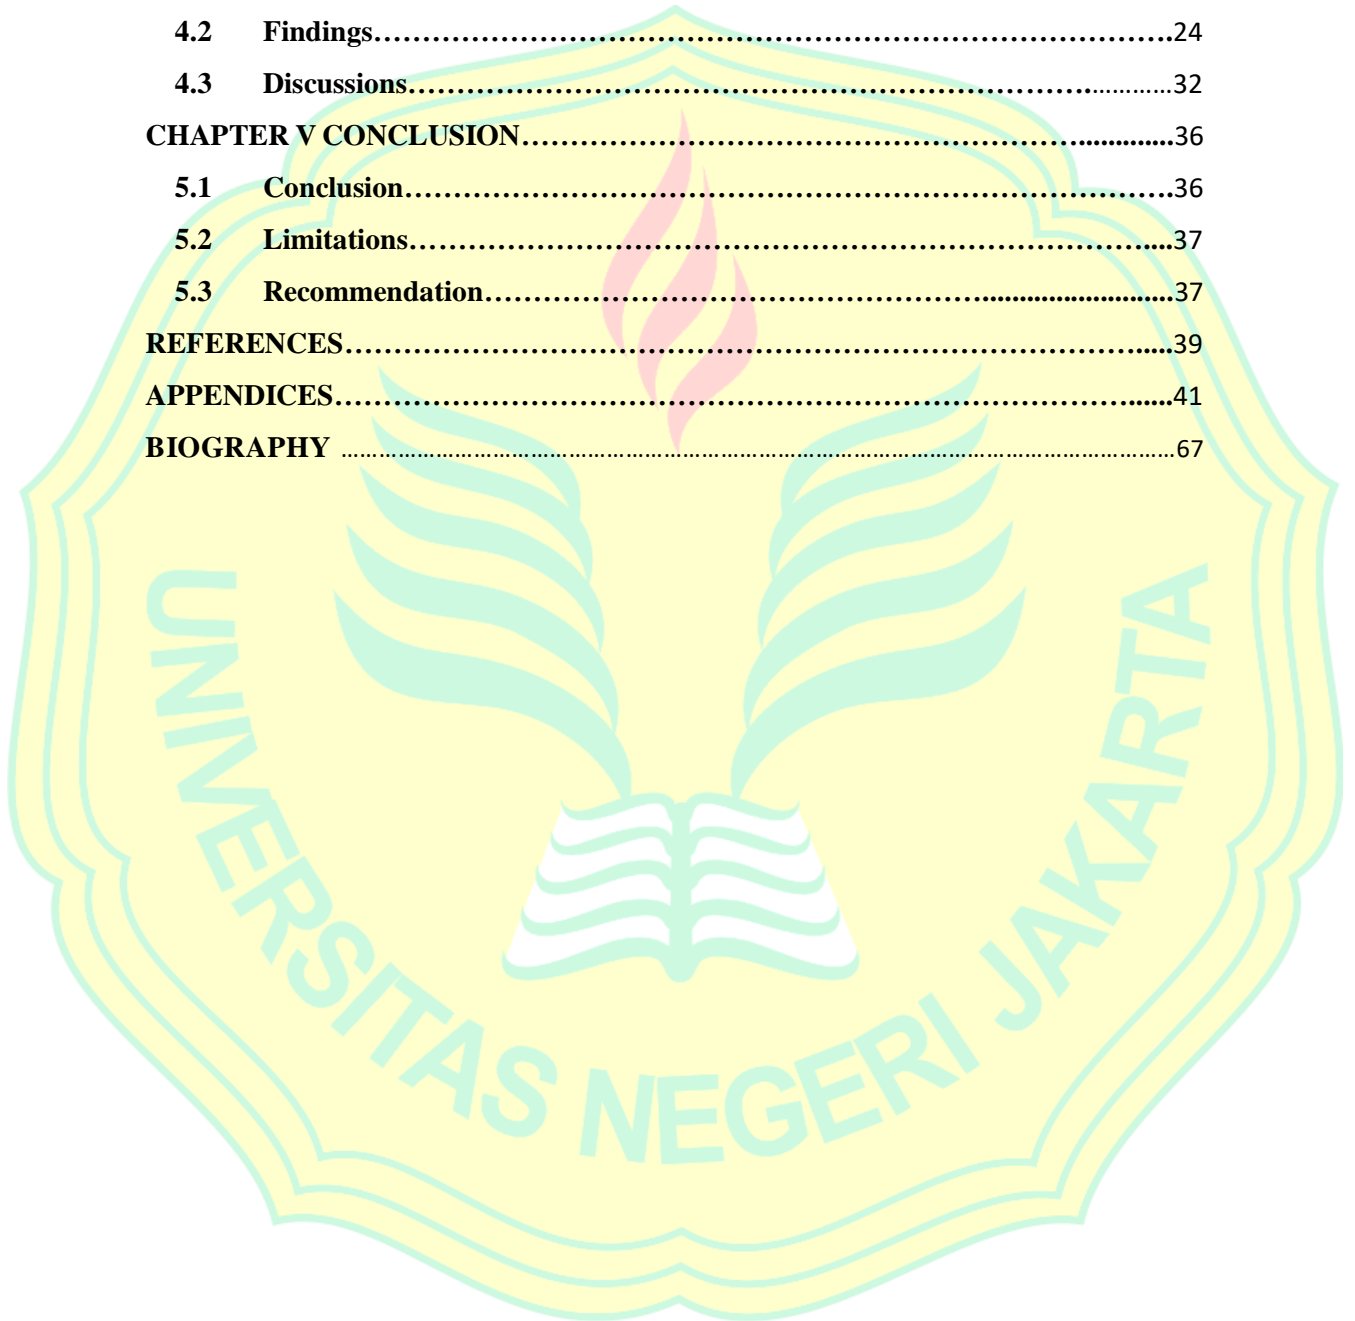 4.2 Findings……………………………………………………………………………….24
4.3 Discussions…………………………………………………………………….…………32
CHAPTER V CONCLUSION………………………………………………………..............36
5.1 Conclusion…………………………………………………………………………….36
5.2 Limitations…………………………………………………………………………....37
5.3 Recommendation………………………………………………….........................37
REFERENCES……………………………………………………………………………….....39
APPENDICES……………………………………………………………………………….......41
BIOGRAPHY ……………………………………………………………………………………………………67
UNIVERSITAS NEGERI JAKARTA